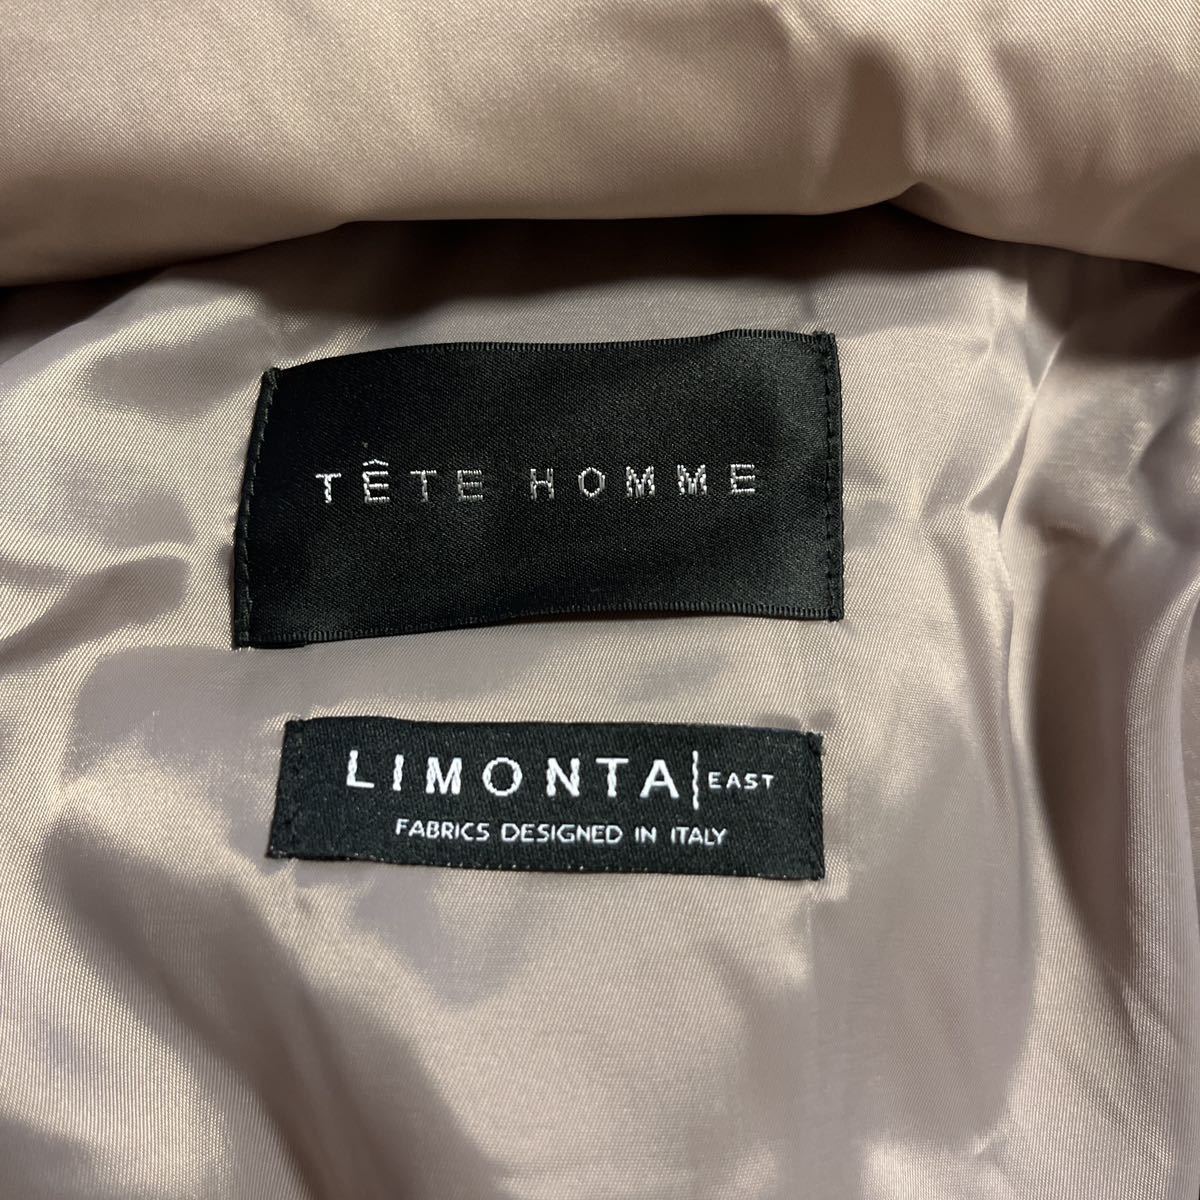 TÊTE HOMME
LIMONTA | EAST
FABRICS DESIGNED IN ITALY